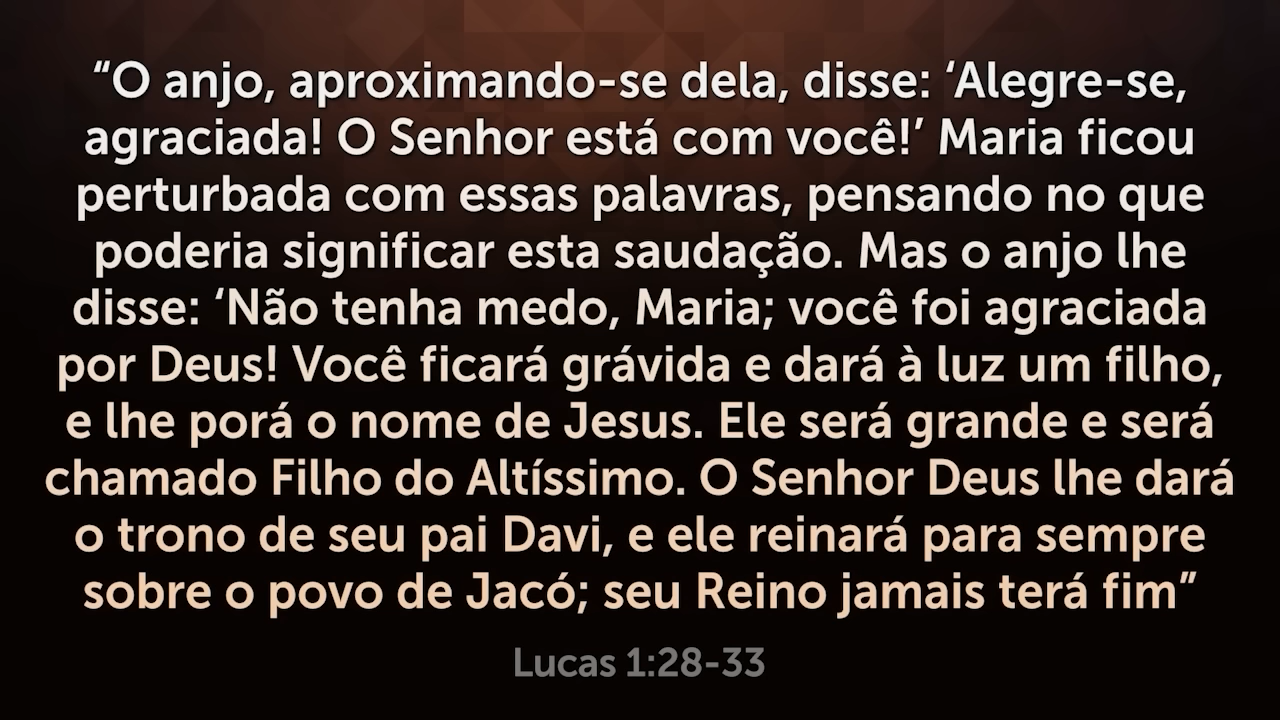 “O anjo, aproximando-se dela, disse: ‘Alegre-se,
agraciada! O Senhor está com você!’ Maria ficou
perturbada com essas palavras, pensando no que
poderia significar esta saudação. Mas o anjo lhe
disse: ‘Não tenha medo, Maria; você foi agraciada
por Deus! Você ficará grávida e dará à luz um filho,
e lhe porá o nome de Jesus. Ele será grande e será
chamado Filho do Altíssimo. O Senhor Deus lhe dará
o trono de seu pai Davi, e ele reinará para sempre
sobre o povo de Jacó; seu Reino jamais terá fim”
Lucas 1:28-33